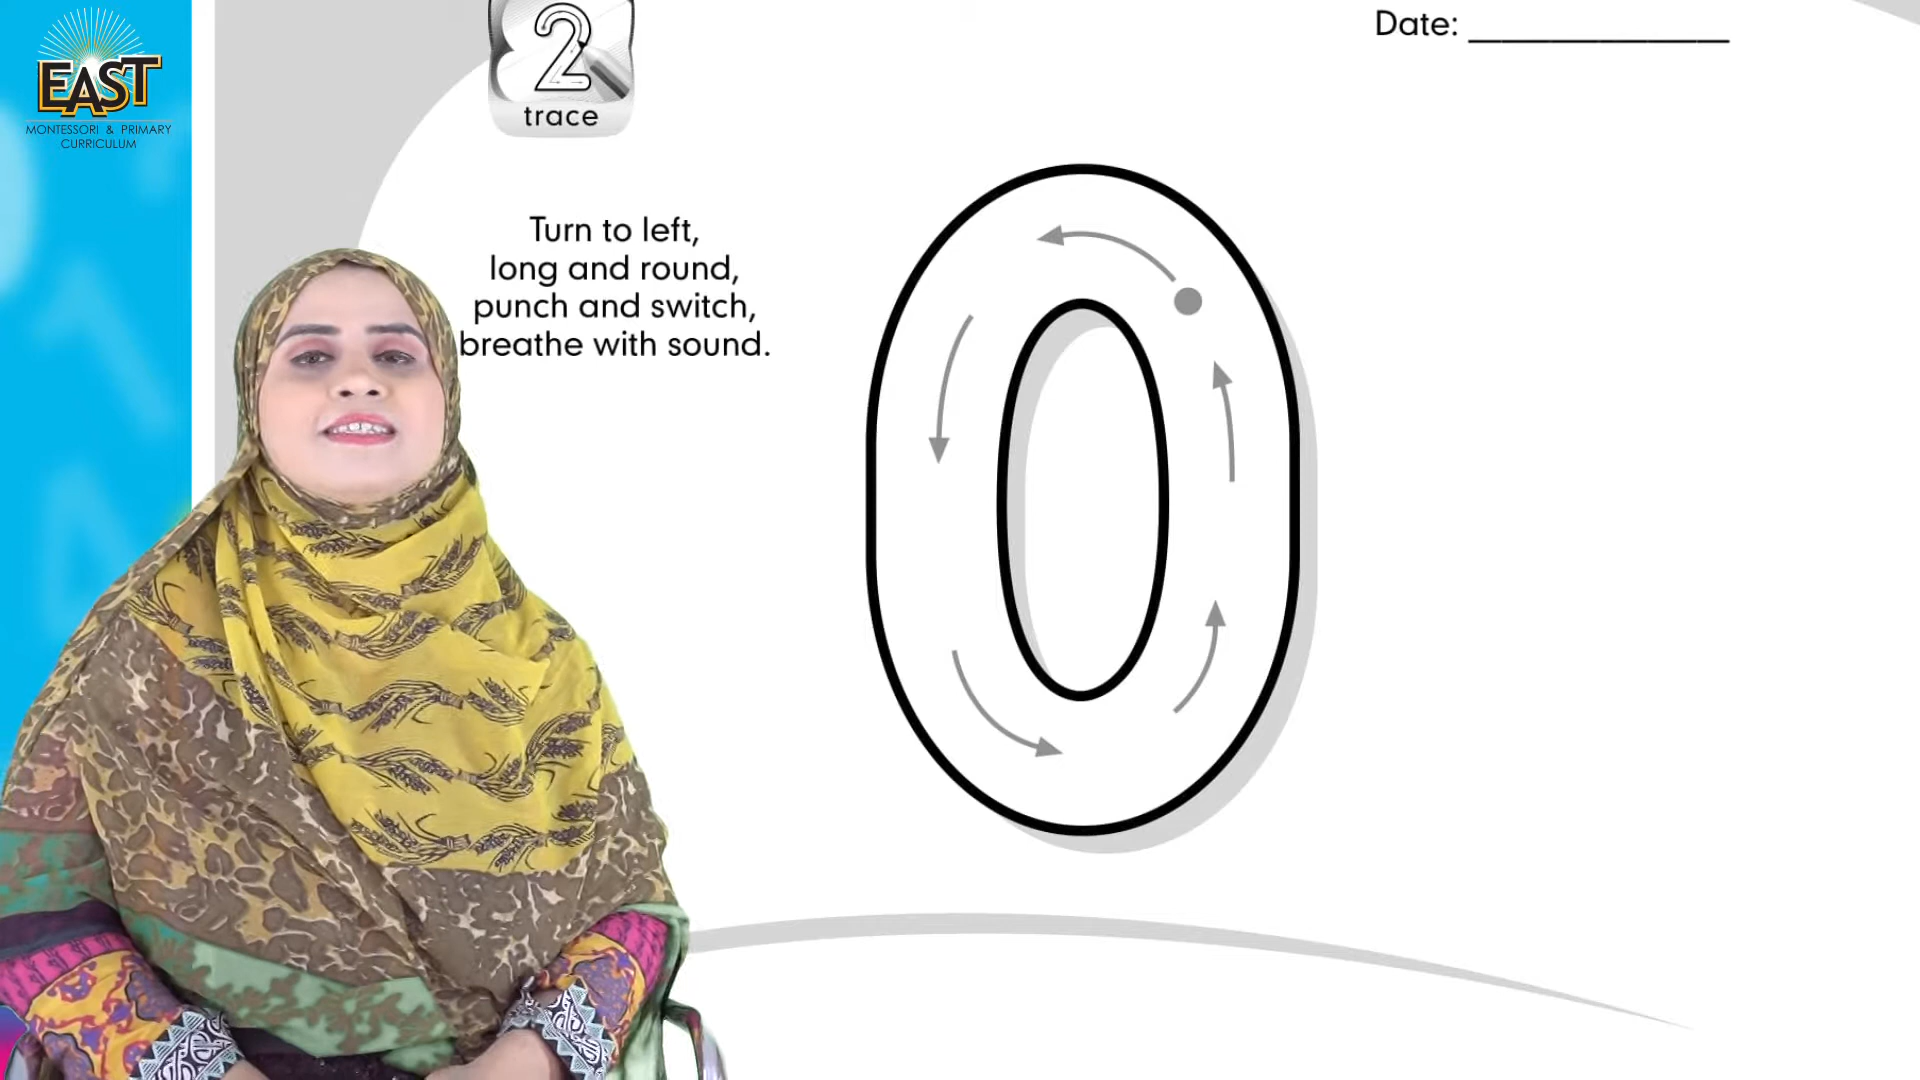 EAST
MONTESSORI & PRIMARY
CURRICULUM
2
trace
Date: ________________
Turn to left,
long and round,
punch and switch,
breathe with sound.
0